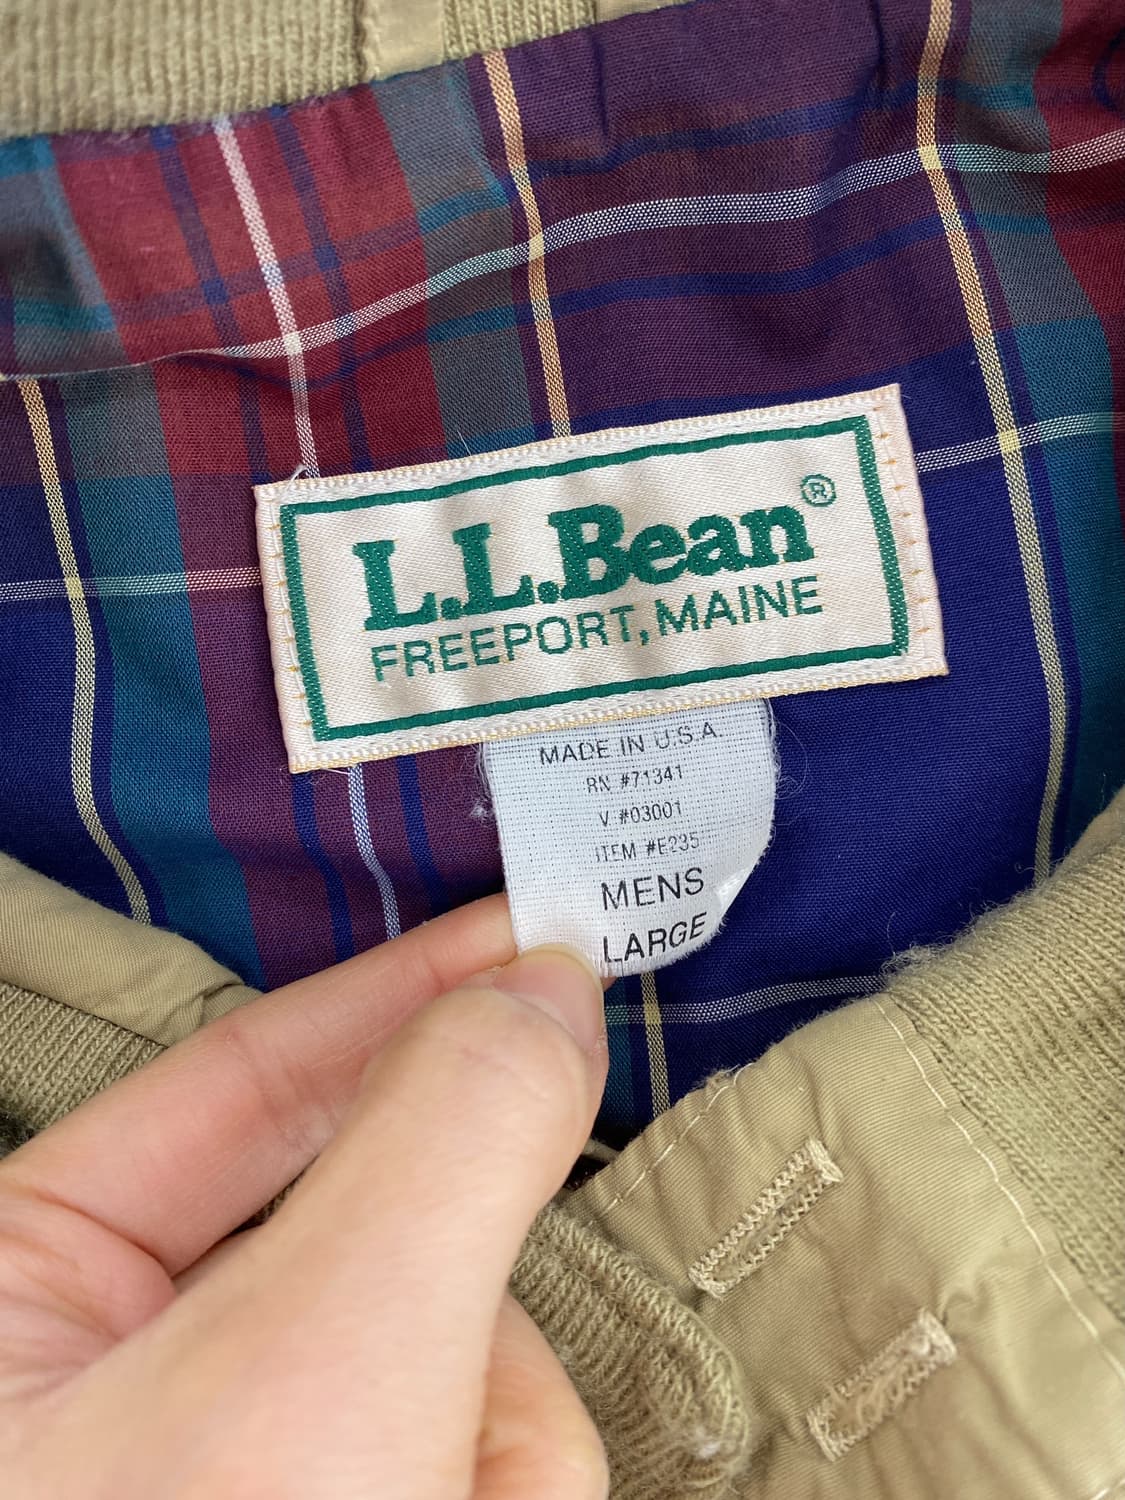 L.L.Bean®
FREEPORT, MAINE
MADE IN U.S.A.
RN #71341
V #03001
ITEM #E235
MENS
LARGE